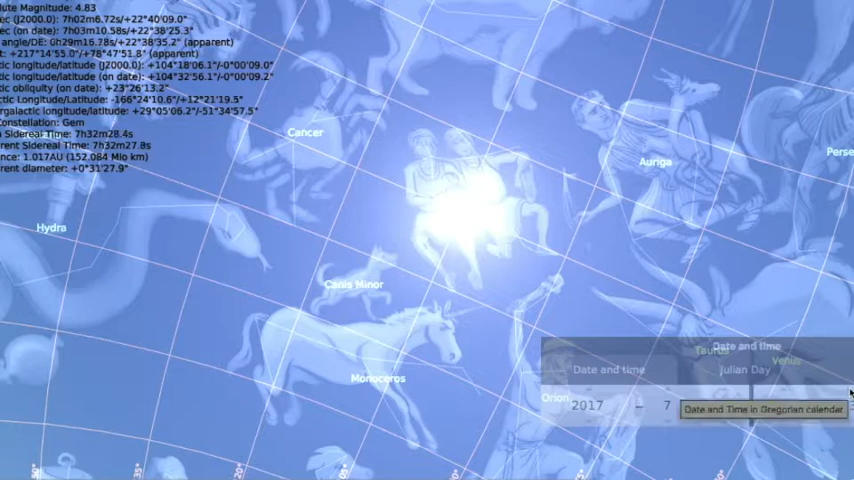 lute Magnitude: 4.83
ec (J2000.0): 7h02m6.72s/+22°40'09.0"
ec (on date): 7h03m10.58s/+22°38'25.3"
angle/DE: 0h29m16.78s/+22°38'35.2" (apparent)
t: +217°14'55.0"/+78°47'51.8" (apparent)
tic longitude/latitude (J2000.0): +104°18'06.1"/-0°00'09.0"
tic longitude/latitude (on date): +104°32'56.1"/-0°00'09.2"
tic obliquity (on date): +23°26'13.2"
ctic Longitude/Latitude: -166°24'10.6"/+12°21'19.5"
rgalactic longitude/latitude: +29°05'06.2"/-51°34'57.5"
Constellation: Gem
n Sidereal Time: 7h32m28.4s
rent Sidereal Time: 7h32m27.8s
nce: 1.017AU (152.084 Mio km)
rent diameter: +0°31'27.9"
Cancer
Auriga
Perse
Hydra
Canis Minor
Monoceros
Orion
Taurus
Venus
Date and time
Date and time
Julian Day
2017 – 7
Date and Time in Gregorian calendar